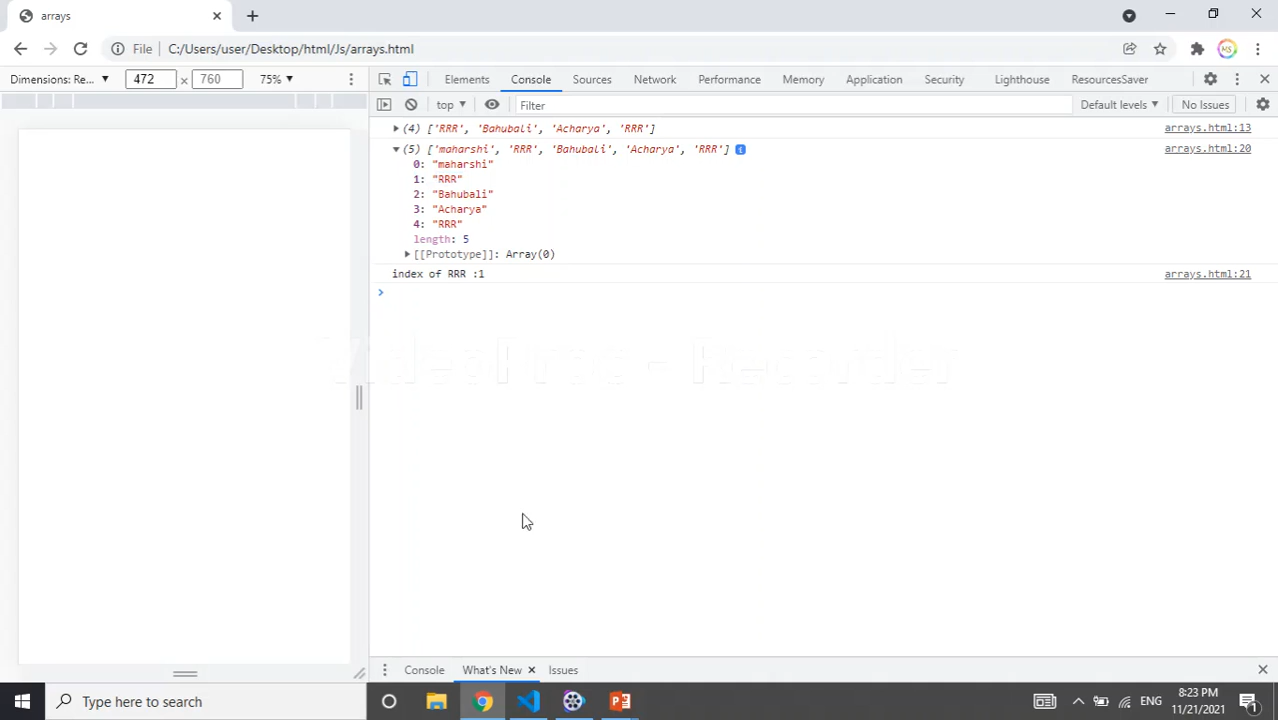 arrays
File
C:/Users/user/Desktop/html/Js/arrays.html
Dimensions: Re...
472
×
760
75%
Elements
Console
Sources
Network
Performance
Memory
Application
Security
Lighthouse
ResourcesSaver
top
Filter
Default levels
No Issues
(4) ['RRR', 'Bahubali', 'Acharya', 'RRR']
arrays.html:13
(5) ['maharshi', 'RRR', 'Bahubali', 'Acharya', 'RRR']
arrays.html:20
0: "maharshi"
1: "RRR"
2: "Bahubali"
3: "Acharya"
4: "RRR"
length: 5
[[Prototype]]: Array(0)
index of RRR :1
arrays.html:21
VideoProc - Recorder
Console
What's New
Issues
Type here to search
ENG
8:23 PM
11/21/2021
1